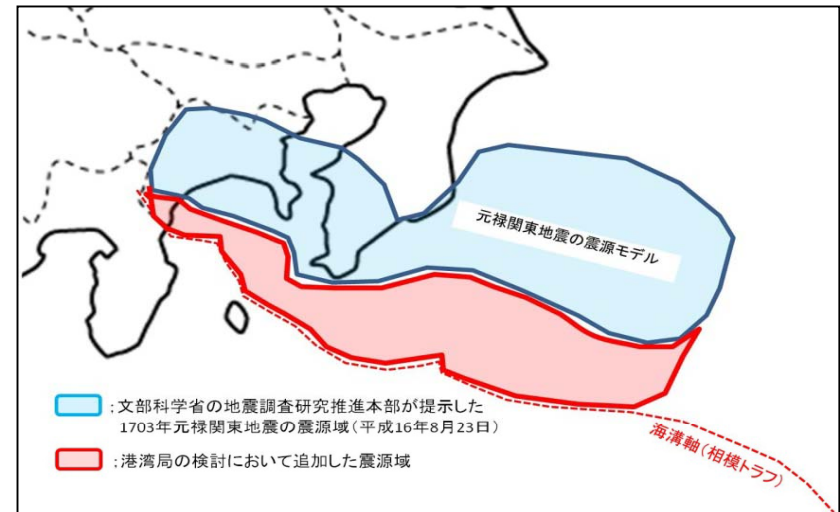 元禄関東地震の震源モデル
:文部科学省の地震調査研究推進本部が提示した
1703年元禄関東地震の震源域(平成16年8月23日)
:港湾局の検討において追加した震源域
海溝軸(相模トラフ)